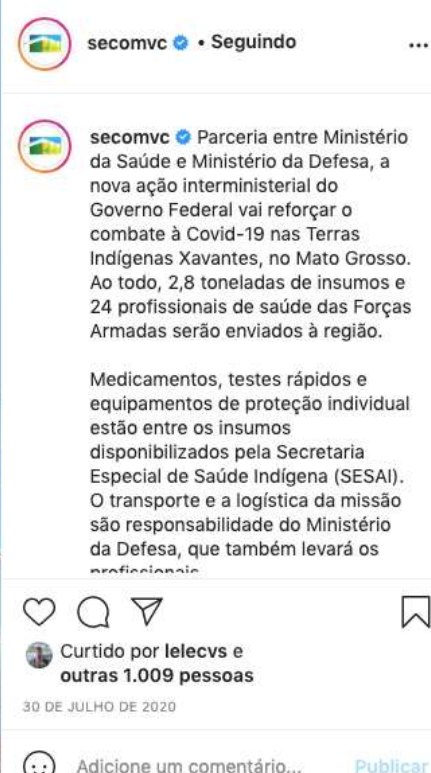 secomvc • Seguindo ...
secomvc Parceria entre Ministério
da Saúde e Ministério da Defesa, a
nova ação interministerial do
Governo Federal vai reforçar o
combate à Covid-19 nas Terras
Indígenas Xavantes, no Mato Grosso.
Ao todo, 2,8 toneladas de insumos e
24 profissionais de saúde das Forças
Armadas serão enviados à região.
Medicamentos, testes rápidos e
equipamentos de proteção individual
estão entre os insumos
disponibilizados pela Secretaria
Especial de Saúde Indígena (SESAI).
O transporte e a logística da missão
são responsabilidade do Ministério
da Defesa, que também levará os
profissionais
Curtido por lelecvs e
outras 1.009 pessoas
30 DE JULHO DE 2020
Adicione um comentário... Publicar